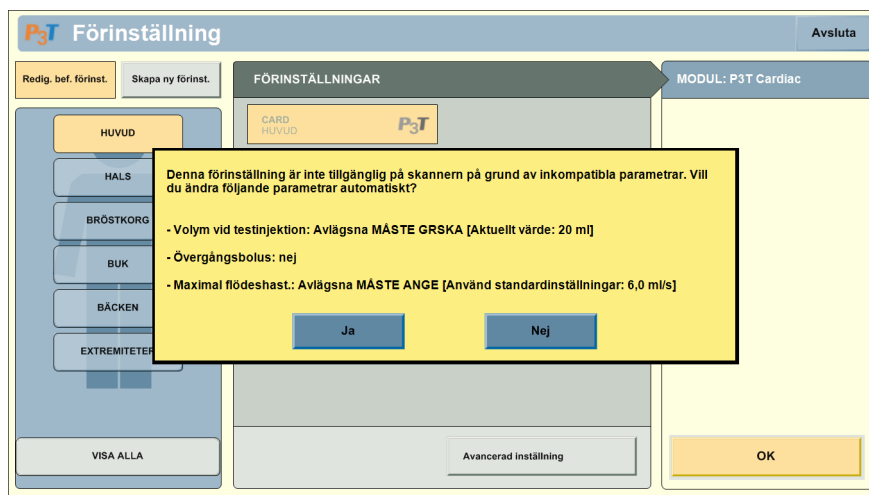 P3T Förinställning
Avsluta
Redig. bef. förinst.
Skapa ny förinst.
FÖRINSTÄLLNINGAR
MODUL: P3T Cardiac
CARD
HUVUD
P3T
HUVUD
HALS
BRÖSTKORG
BUK
BÄCKEN
EXTREMITETER
Denna förinställning är inte tillgänglig på skannern på grund av inkompatibla parametrar. Vill
du ändra följande parametrar automatiskt?
- Volym vid testinjektion: Avlägsna MÅSTE GRSKA [Aktuellt värde: 20 ml]
- Övergångsbolus: nej
- Maximal flödeshast.: Avlägsna MÅSTE ANGE [Använd standardinställningar: 6,0 ml/s]
Ja
Nej
VISA ALLA
Avancerad inställning
OK